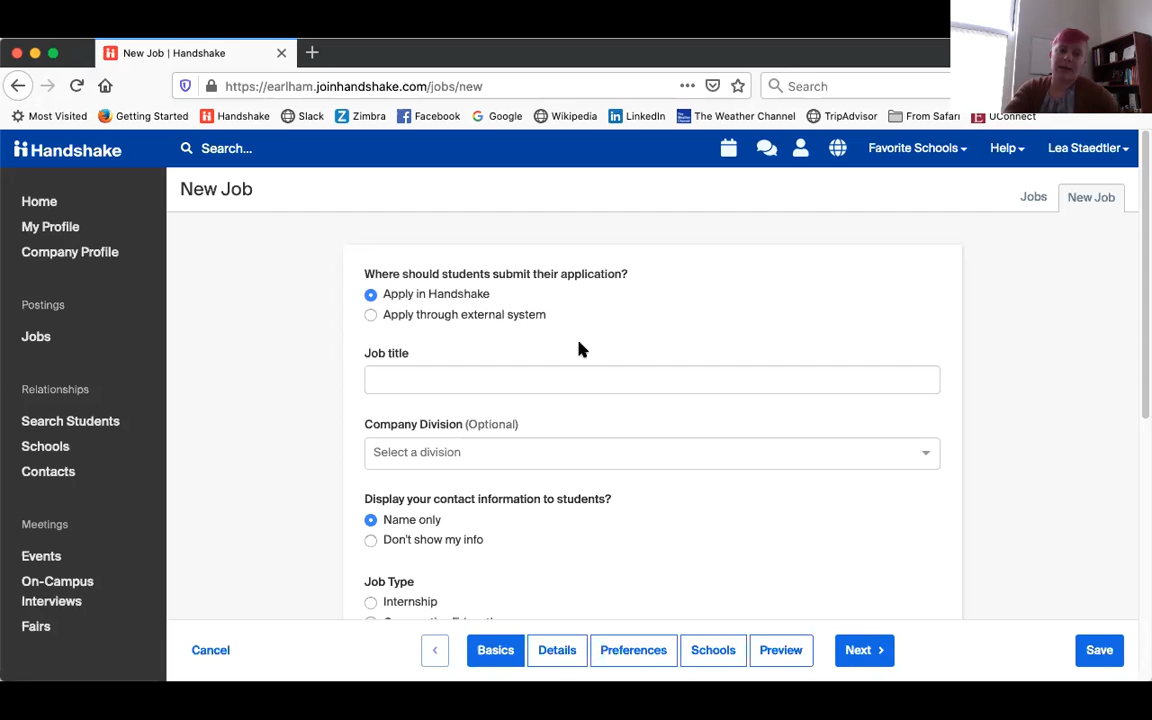 New Job | Handshake
https://earlham.joinhandshake.com/jobs/new
Search
Most Visited Getting Started Handshake Slack Zimbra Facebook Google Wikipedia LinkedIn The Weather Channel TripAdvisor From Safari UConnect
Handshake Search... Favorite Schools Help Lea Staedtler
New Job
Jobs New Job
Home
My Profile
Company Profile
Postings
Jobs
Relationships
Search Students
Schools
Contacts
Meetings
Events
On-Campus
Interviews
Fairs
Where should students submit their application?
Apply in Handshake
Apply through external system
Job title
Company Division (Optional)
Select a division
Display your contact information to students?
Name only
Don't show my info
Job Type
Internship
Cancel Basics Details Preferences Schools Preview Next Save